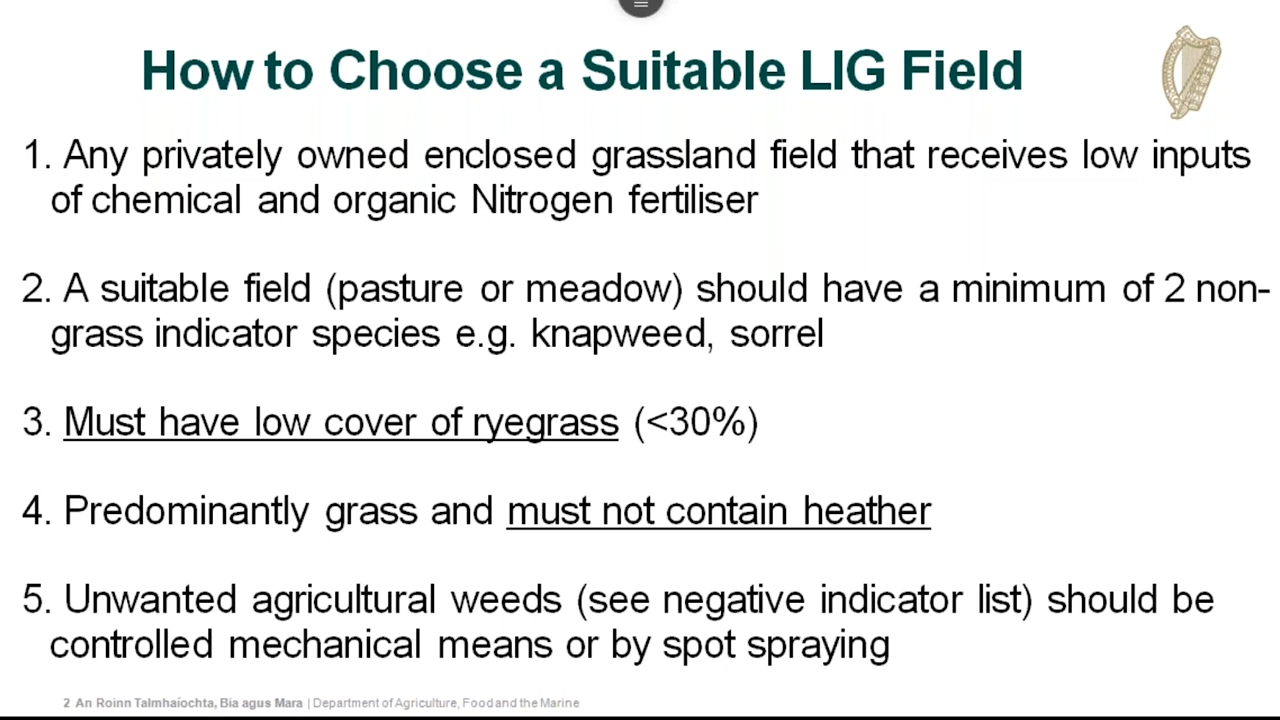 How to Choose a Suitable LIG Field
1. Any privately owned enclosed grassland field that receives low inputs
of chemical and organic Nitrogen fertiliser
2. A suitable field (pasture or meadow) should have a minimum of 2 non-
grass indicator species e.g. knapweed, sorrel
3. Must have low cover of ryegrass (<30%)
4. Predominantly grass and must not contain heather
5. Unwanted agricultural weeds (see negative indicator list) should be
controlled mechanical means or by spot spraying
2 An Roinn Talmhaíochta, Bia agus Mara | Department of Agriculture, Food and the Marine